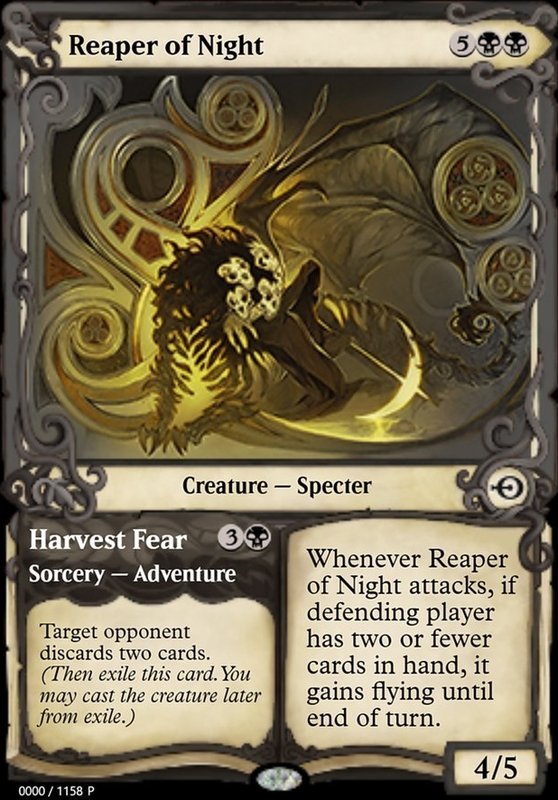 Reaper of Night 5
Creature — Specter
Harvest Fear 3
Sorcery — Adventure
Target opponent
discards two cards.
(Then exile this card. You
may cast the creature later
from exile.)
Whenever Reaper
of Night attacks, if
defending player
has two or fewer
cards in hand, it
gains flying until
end of turn.
4/5
0000 / 1158 P